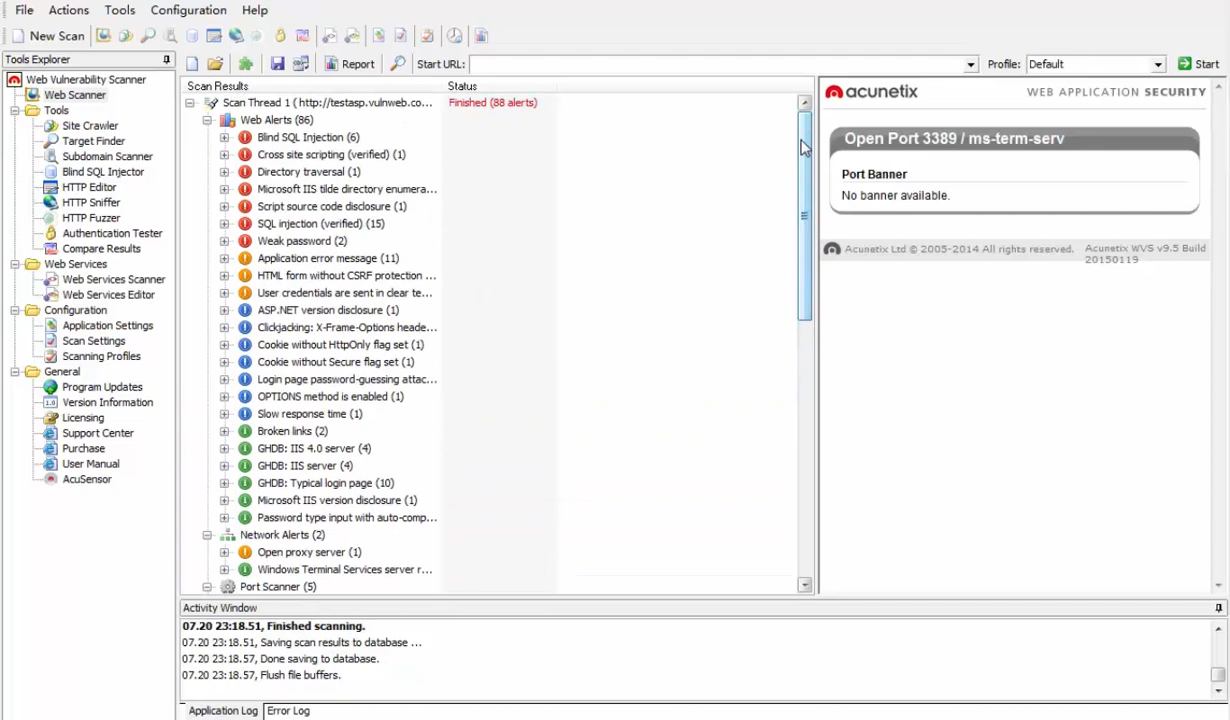 File Actions Tools Configuration Help
New Scan
Tools Explorer
Web Vulnerability Scanner
Web Scanner
Tools
Site Crawler
Target Finder
Subdomain Scanner
Blind SQL Injector
HTTP Editor
HTTP Sniffer
HTTP Fuzzer
Authentication Tester
Compare Results
Web Services
Web Services Scanner
Web Services Editor
Configuration
Application Settings
Scan Settings
Scanning Profiles
General
Program Updates
Version Information
Licensing
Support Center
Purchase
User Manual
AcuSensor
Report Start URL: Profile: Default Start
Scan Results Status
Scan Thread 1 ( http://testasp.vulnweb.co... Finished (88 alerts)
Web Alerts (86)
Blind SQL Injection (6)
Cross site scripting (verified) (1)
Directory traversal (1)
Microsoft IIS tilde directory enumera...
Script source code disclosure (1)
SQL injection (verified) (15)
Weak password (2)
Application error message (11)
HTML form without CSRF protection ...
User credentials are sent in clear te...
ASP.NET version disclosure (1)
Clickjacking: X-Frame-Options heade...
Cookie without HttpOnly flag set (1)
Cookie without Secure flag set (1)
Login page password-guessing attac...
OPTIONS method is enabled (1)
Slow response time (1)
Broken links (2)
GHDB: IIS 4.0 server (4)
GHDB: IIS server (4)
GHDB: Typical login page (10)
Microsoft IIS version disclosure (1)
Password type input with auto-comp...
Network Alerts (2)
Open proxy server (1)
Windows Terminal Services server r...
Port Scanner (5)
acunetix WEB APPLICATION SECURITY
Open Port 3389 / ms-term-serv
Port Banner
No banner available.
Acunetix Ltd © 2005-2014 All rights reserved. Acunetix WVS v9.5 Build
20150119
Activity Window
07.20 23:18.51, Finished scanning.
07.20 23:18.51, Saving scan results to database ...
07.20 23:18.57, Done saving to database.
07.20 23:18.57, Flush file buffers.
Application Log Error Log